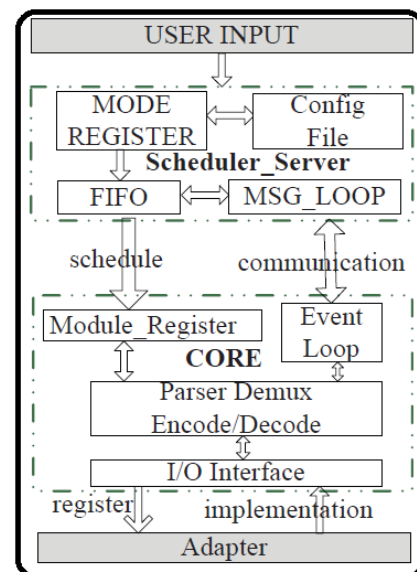 USER INPUT
MODE
REGISTER
Config
File
Scheduler_Server
FIFO
MSG_LOOP
schedule
communication
Module_Register
Event
Loop
CORE
Parser Demux
Encode/Decode
I/O Interface
register
implementation
Adapter